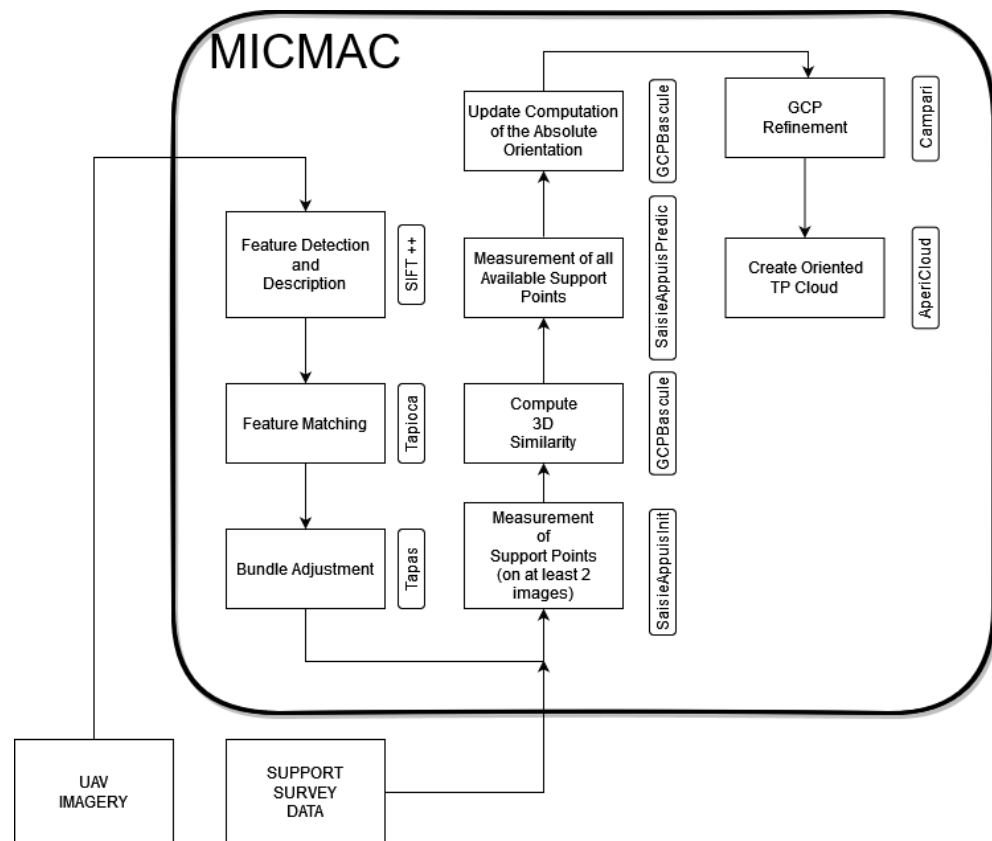 MICMAC
Feature Detection
and
Description
SIFT ++
Feature Matching
Tapioca
Bundle Adjustment
Tapas
Measurement
of
Support Points
(on at least 2
images)
SaisieAppuisInit
Compute
3D
Similarity
GCPBascule
Measurement of all
Available Support
Points
SaisieAppuisPredic
Update Computation
of the Absolute
Orientation
GCPBascule
GCP
Refinement
Campari
Create Oriented
TP Cloud
AperiCloud
UAV
IMAGERY
SUPPORT
SURVEY
DATA